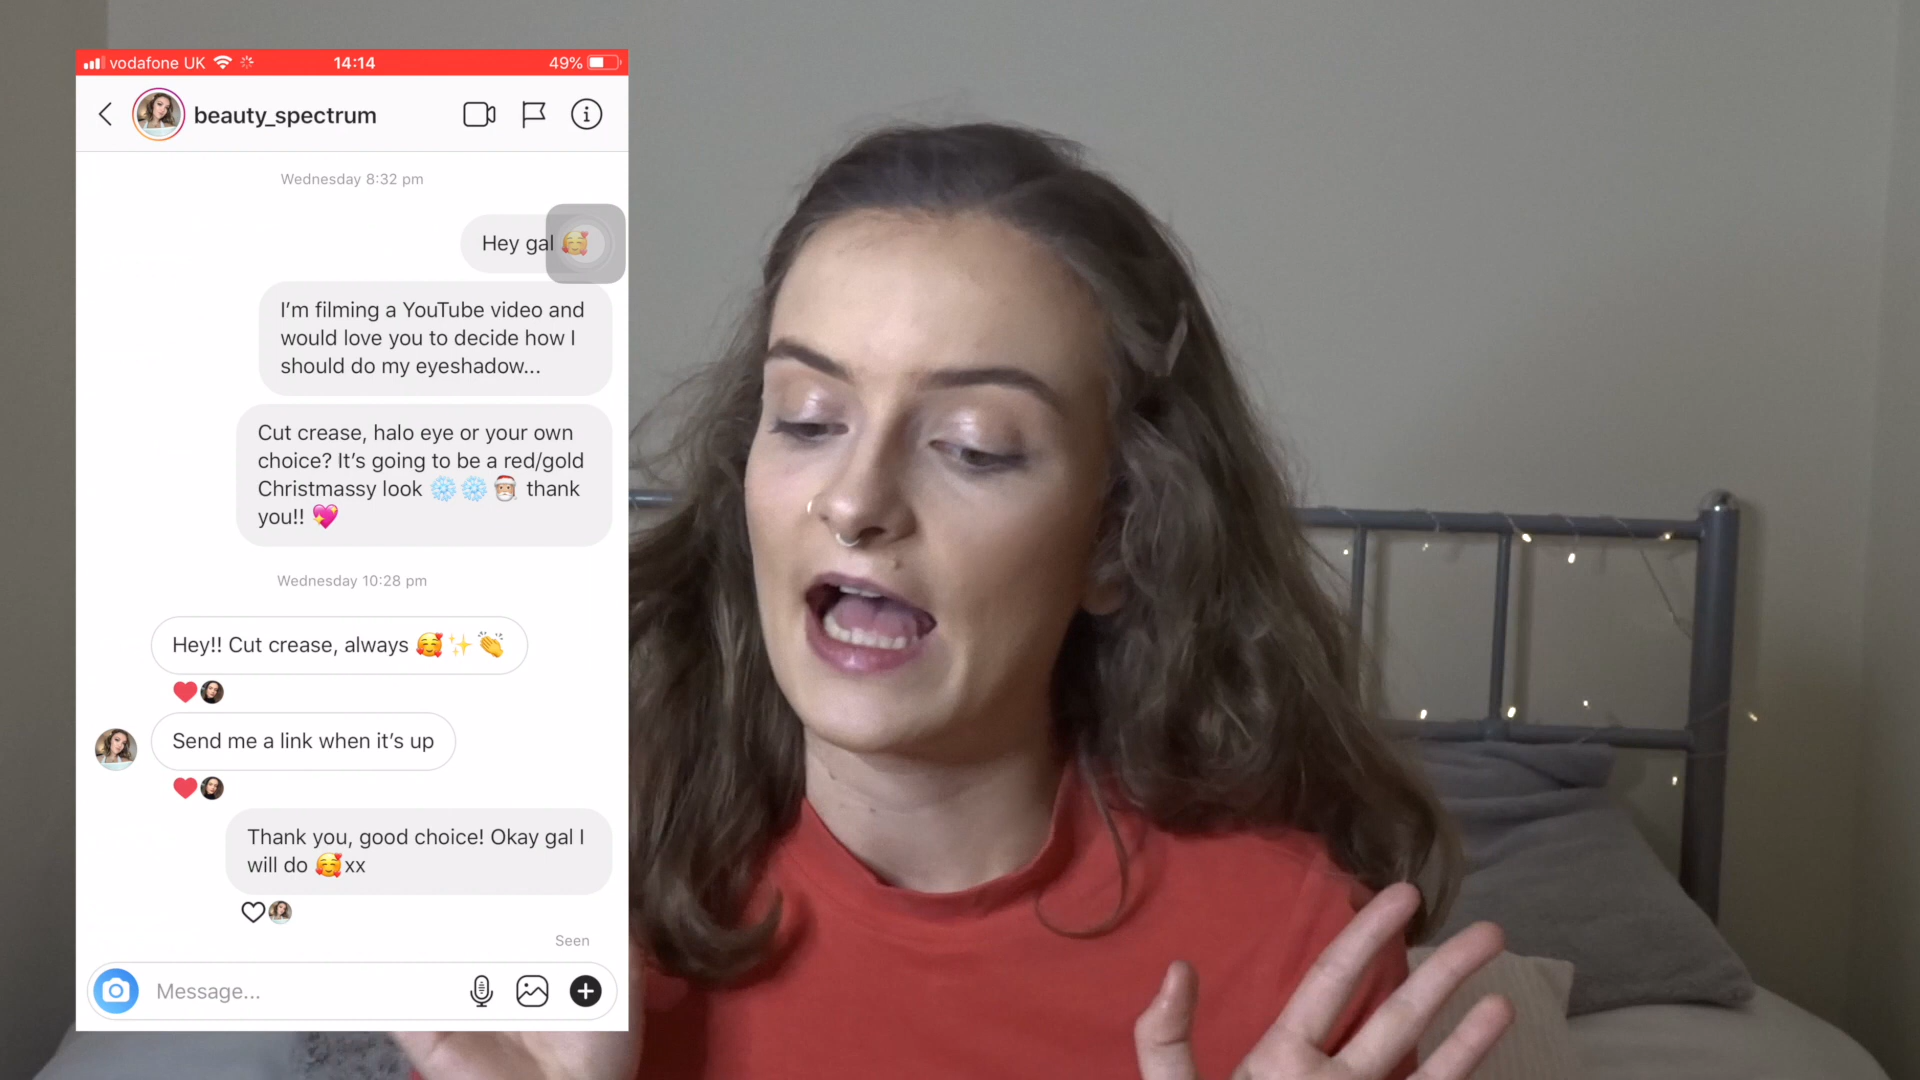 vodafone UK 14:14 49%
beauty_spectrum
Wednesday 8:32 pm
Hey gal 🥰
I'm filming a YouTube video and
would love you to decide how I
should do my eyeshadow...
Cut crease, halo eye or your own
choice? It's going to be a red/gold
Christmassy look ❄️❄️🎅🏼 thank
you!! 💖
Wednesday 10:28 pm
Hey!! Cut crease, always 🥰✨👏
Send me a link when it's up
Thank you, good choice! Okay gal I
will do 🥰xx
Seen
Message...